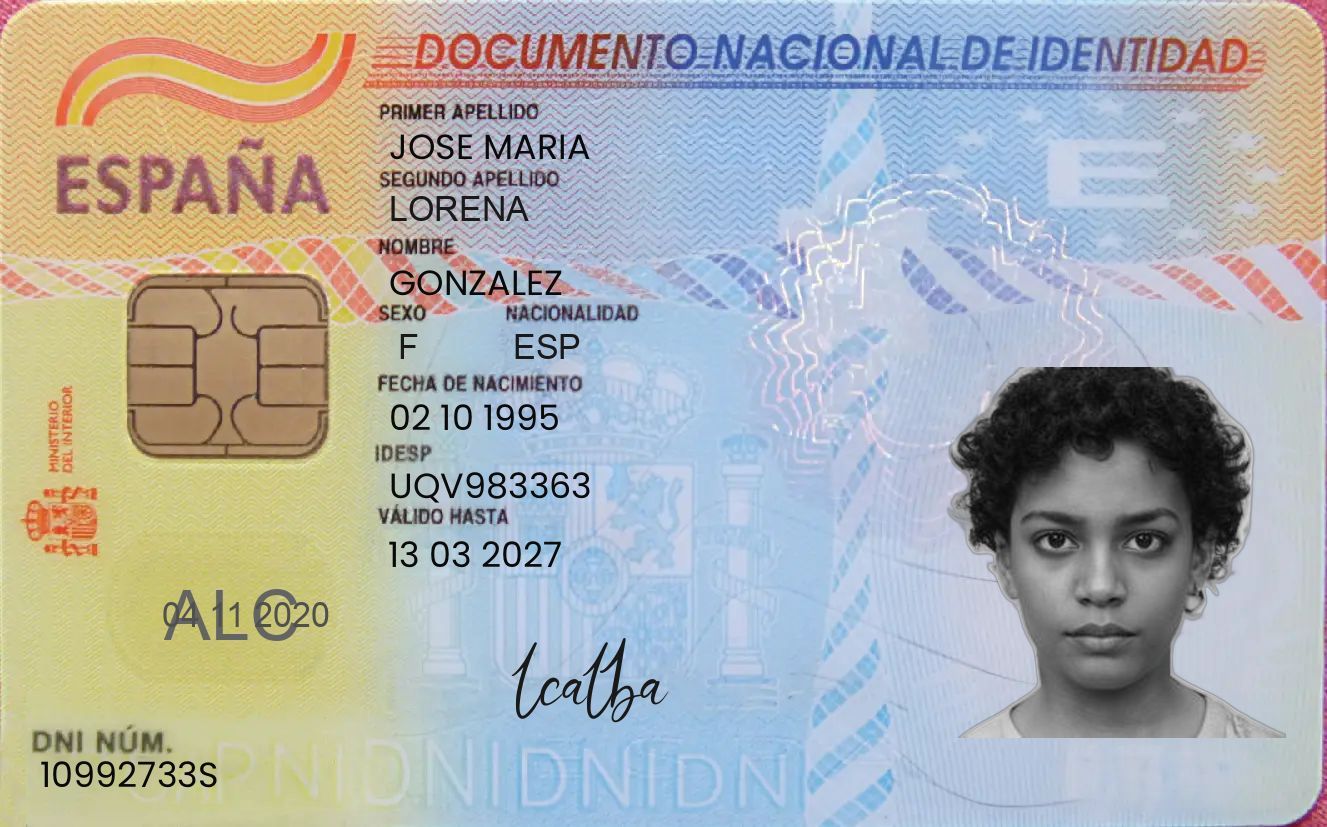 DOCUMENTO NACIONAL DE IDENTIDAD
ESPAÑA
PRIMER APELLIDO
JOSE MARIA
SEGUNDO APELLIDO
LORENA
NOMBRE
GONZALEZ
SEXO NACIONALIDAD
F ESP
FECHA DE NACIMIENTO
02 10 1995
IDESP
UQV983363
VÁLIDO HASTA
13 03 2027
MINISTERIO
DEL INTERIOR
ALC
04 11 2020
lcalba
DNI NÚM.
10992733S
E
DNIDNIDNIDN